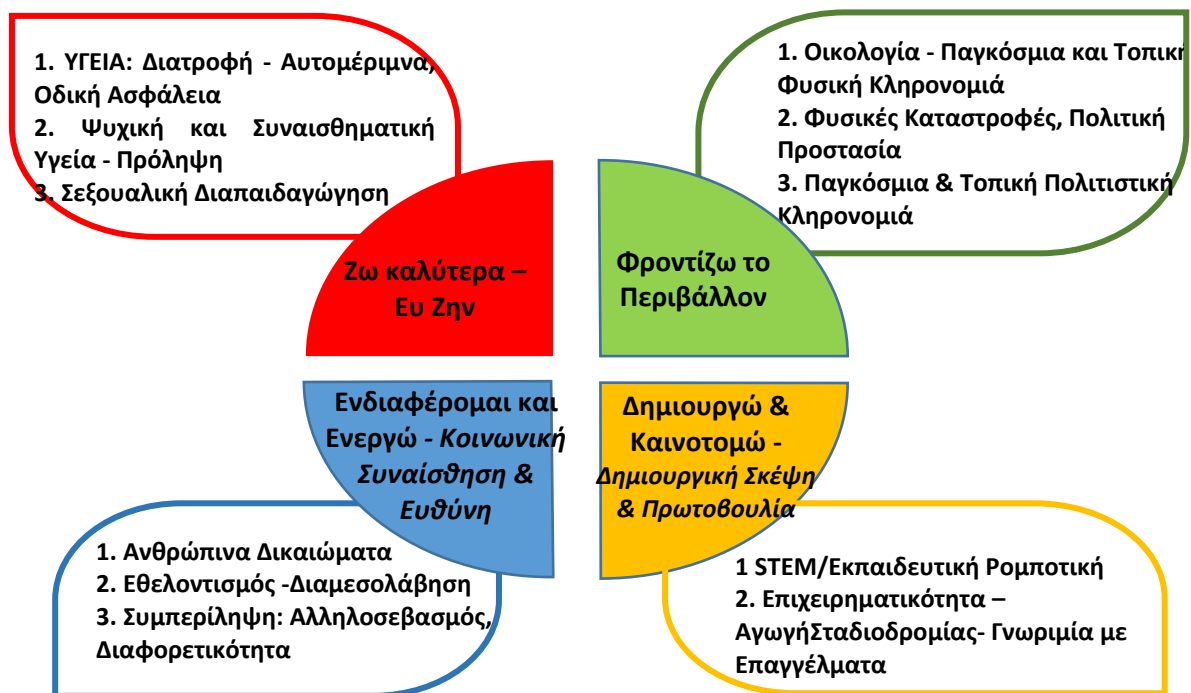 1. ΥΓΕΙΑ: Διατροφή - Αυτομέριμνα,
Οδική Ασφάλεια
2. Ψυχική και Συναισθηματική
Υγεία - Πρόληψη
3. Σεξουαλική Διαπαιδαγώγηση
1. Οικολογία - Παγκόσμια και Τοπική
Φυσική Κληρονομιά
2. Φυσικές Καταστροφές, Πολιτική
Προστασία
3. Παγκόσμια & Τοπική Πολιτιστική
Κληρονομιά
Ζω καλύτερα –
Ευ Ζην
Φροντίζω το
Περιβάλλον
Ενδιαφέρομαι και
Ενεργώ - Κοινωνική
Συναίσθηση &
Ευθύνη
Δημιουργώ &
Καινοτομώ -
Δημιουργική Σκέψη
& Πρωτοβουλία
1. Ανθρώπινα Δικαιώματα
2. Εθελοντισμός -Διαμεσολάβηση
3. Συμπερίληψη: Αλληλοσεβασμός,
Διαφορετικότητα
1 STEM/Εκπαιδευτική Ρομποτική
2. Επιχειρηματικότητα –
ΑγωγήΣταδιοδρομίας- Γνωριμία με
Επαγγέλματα